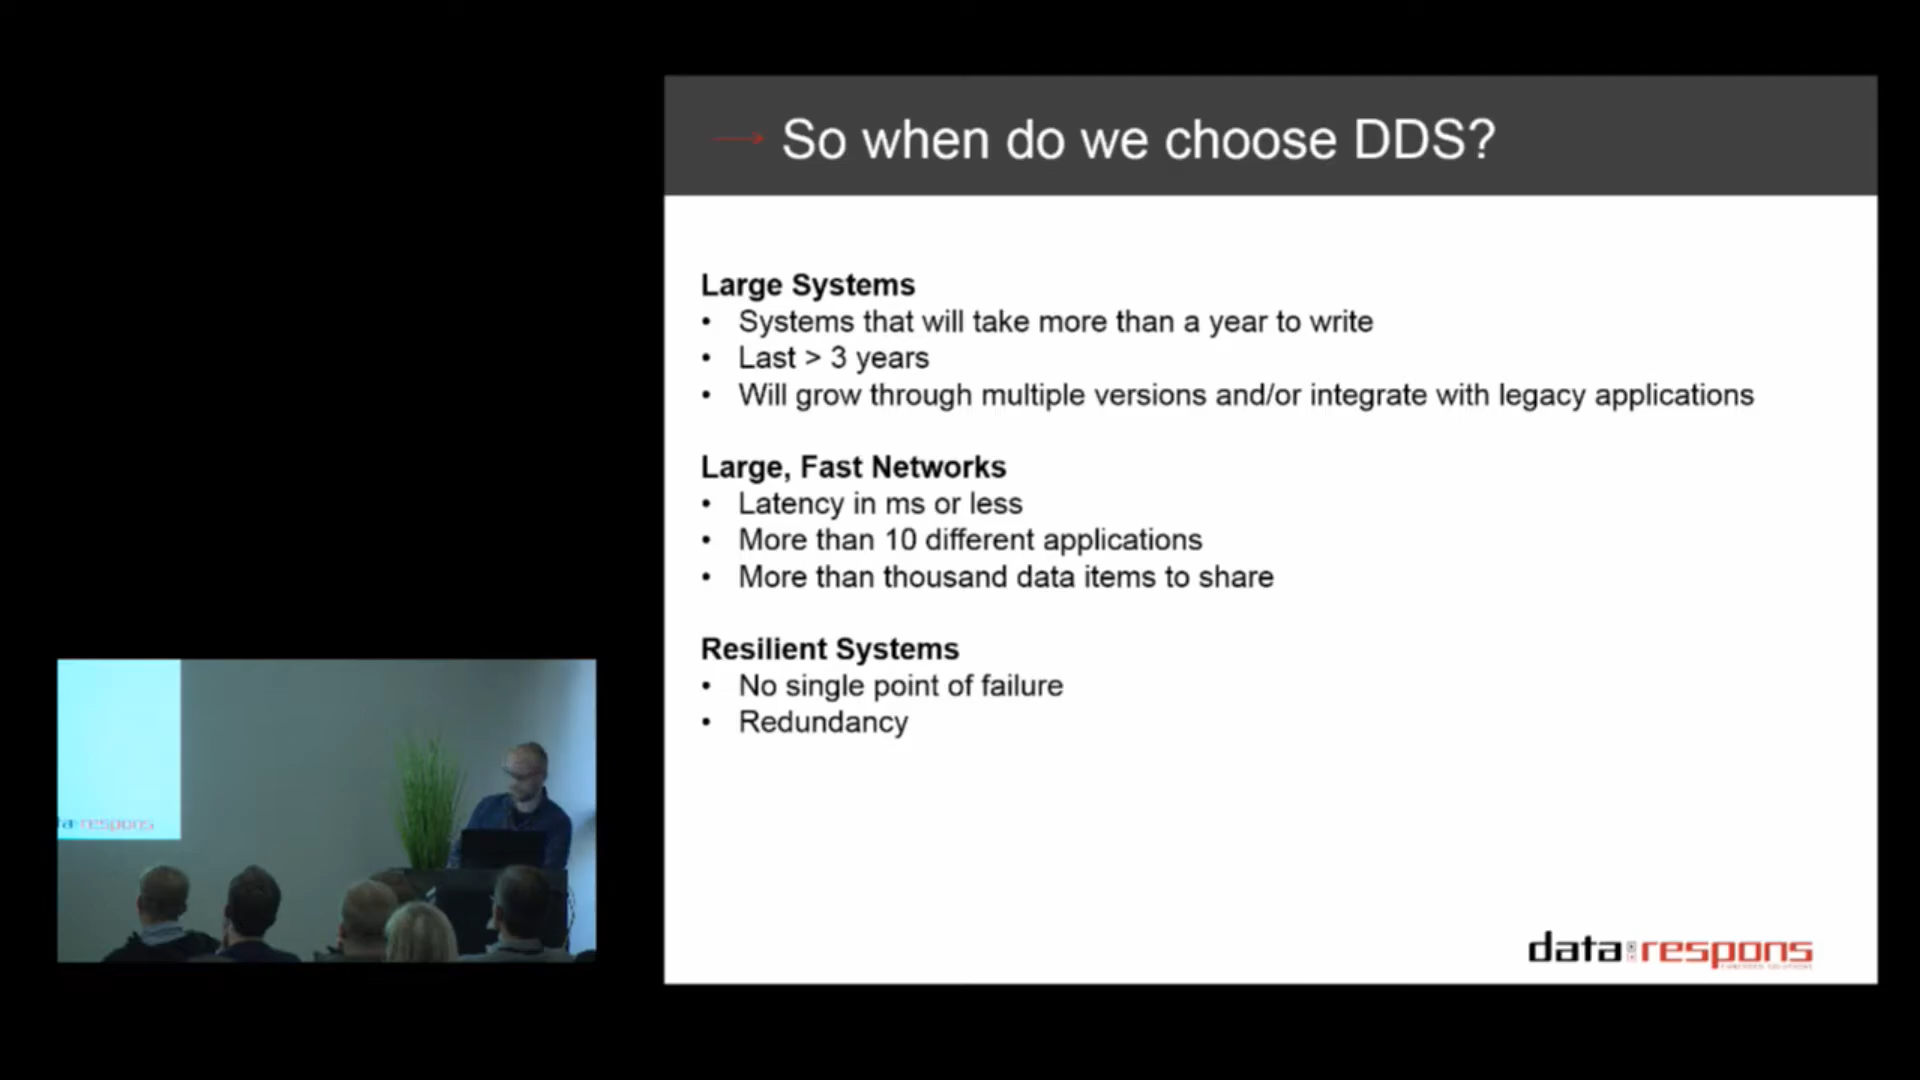 So when do we choose DDS?
Large Systems
• Systems that will take more than a year to write
• Last > 3 years
• Will grow through multiple versions and/or integrate with legacy applications
Large, Fast Networks
• Latency in ms or less
• More than 10 different applications
• More than thousand data items to share
Resilient Systems
• No single point of failure
• Redundancy
data respons
ta respons